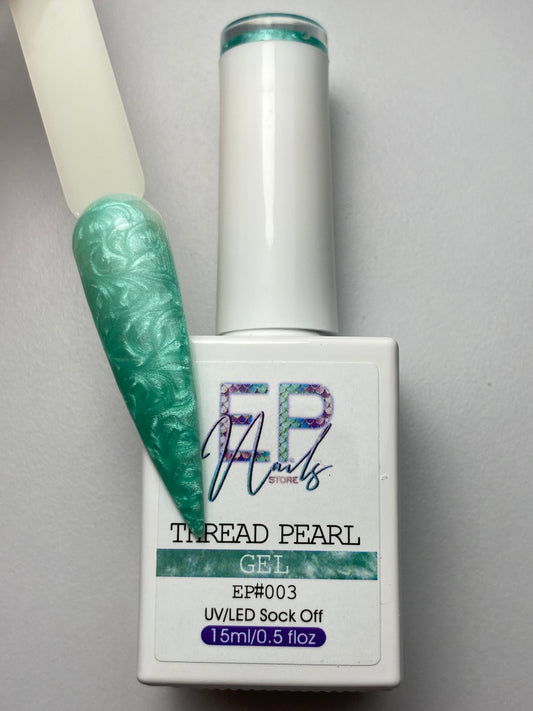 EP
Nails
STORE
THREAD PEARL
GEL
EP#003
UV/LED Sock Off
15ml/0.5 floz